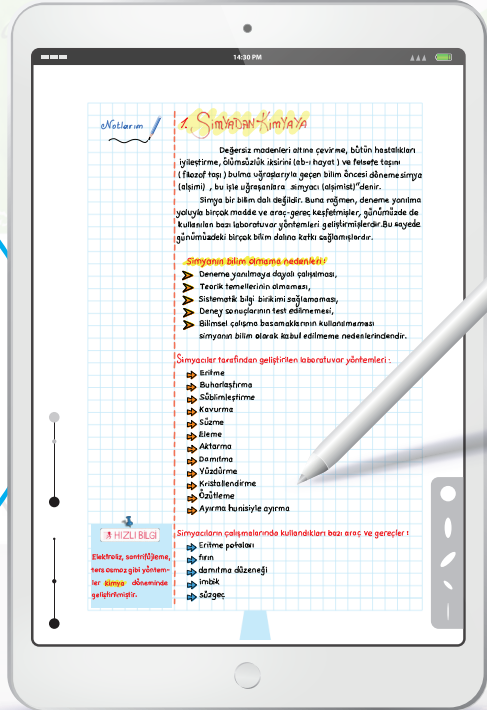 14:30 PM
Notlarım
1. SİMYADAN KİMYAYA
Değersiz madenleri altına çevirme, bütün hastalıkları
iyileştirme, ölümsüzlük iksirini (ab-ı hayat ) ve felsefe taşını
( filozof taşı ) bulma uğraşlarıyla geçen bilim öncesi döneme simya
(alşimi) , bu işle uğraşanlara simyacı (alşimist)"denir.
Simya bir bilim dalı değildir. Buna rağmen, deneme yanılma
yoluyla birçok madde ve araç-gereç keşfetmişler, günümüzde de
kullanılan bazı laboratuvar yöntemleri geliştirmişlerdir.Bu sayede
günümüzdeki birçok bilim dalına katkı sağlamışlardır.
Simyanın bilim olmama nedenleri :
Deneme yanılmaya dayalı çalışılması,
Teorik temellerinin olmaması,
Sistematik bilgi birikimi sağlamaması,
Deney sonuçlarının test edilmemesi,
Bilimsel çalışma basamaklarının kullanılmaması
simyanın bilim olarak kabul edilmeme nedenlerindendir.
Simyacılar tarafından geliştirilen laboratuvar yöntemleri :
Eritme
Buharlaştırma
Süblimleştirme
Kavurma
Süzme
Eleme
Aktarma
Damıtma
Yüzdürme
Kristallendirme
Özütleme
Ayırma hunisiyle ayırma
Simyacıların çalışmalarında kullandıkları bazı araç ve gereçler :
Eritme potaları
fırın
damıtma düzeneği
imbik
süzgeç
HIZLI BİLGİ
Elektroliz, santrifüjleme,
ters osmoz gibi yöntem-
ler kimya döneminde
geliştirilmiştir.